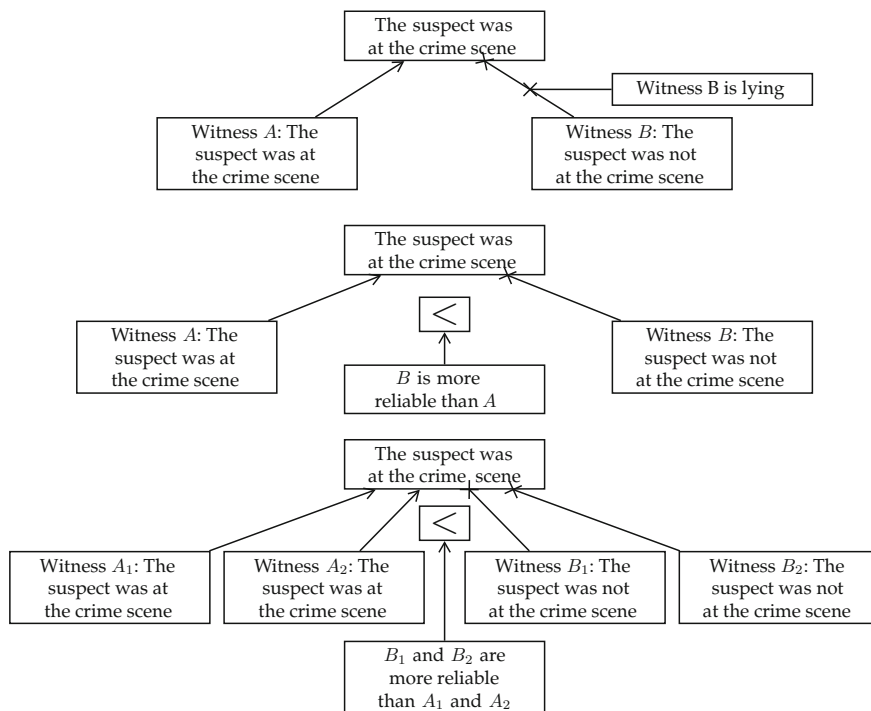 The suspect was
at the crime scene
Witness B is lying
Witness A: The
suspect was at
the crime scene
Witness B: The
suspect was not
at the crime scene
The suspect was
at the crime scene
<
Witness A: The
suspect was at
the crime scene
Witness B: The
suspect was not
at the crime scene
B is more
reliable than A
The suspect was
at the crime scene
<
Witness A₁: The
suspect was at
the crime scene
Witness A₂: The
suspect was at
the crime scene
Witness B₁: The
suspect was not
at the crime scene
Witness B₂: The
suspect was not
at the crime scene
B₁ and B₂ are
more reliable
than A₁ and A₂